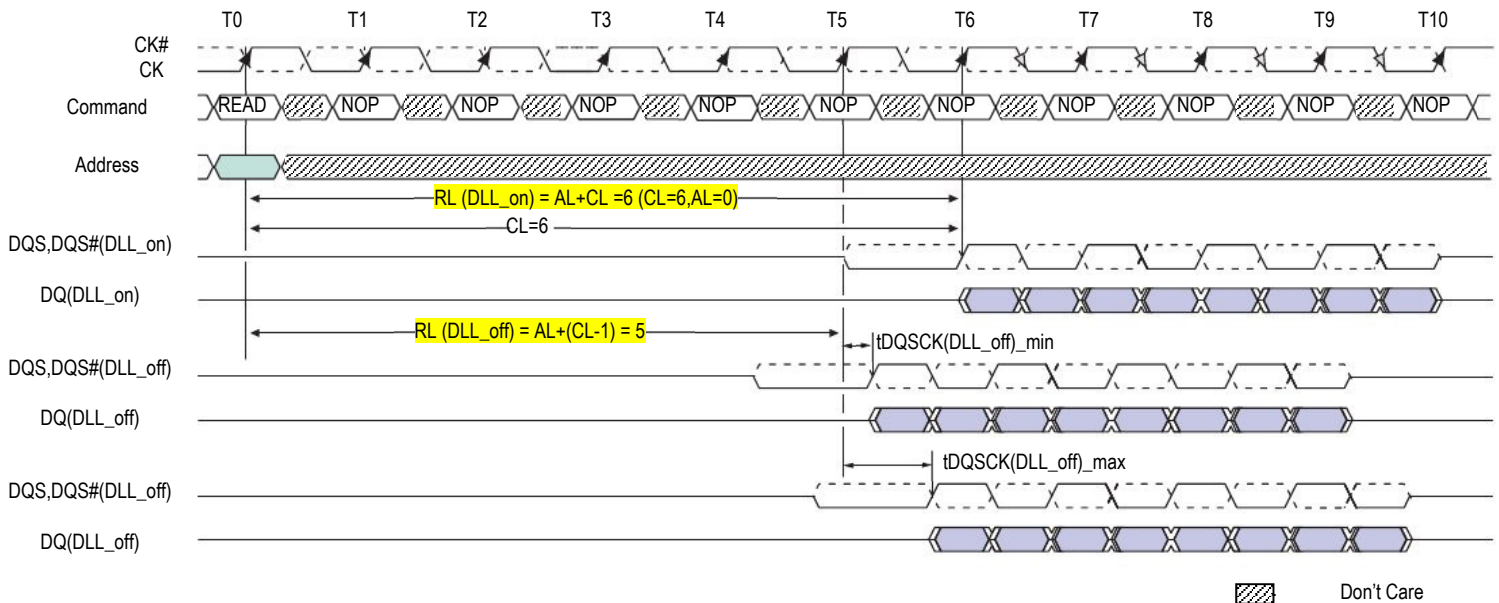 T0 T1 T2 T3 T4 T5 T6 T7 T8 T9 T10
CK#
CK
Command READ NOP NOP NOP NOP NOP NOP NOP NOP NOP NOP
Address
RL (DLL_on) = AL+CL =6 (CL=6,AL=0)
CL=6
DQS,DQS#(DLL_on)
DQ(DLL_on)
RL (DLL_off) = AL+(CL-1) = 5
tDQSCK(DLL_off)_min
DQS,DQS#(DLL_off)
DQ(DLL_off)
tDQSCK(DLL_off)_max
DQS,DQS#(DLL_off)
DQ(DLL_off)
Don't Care